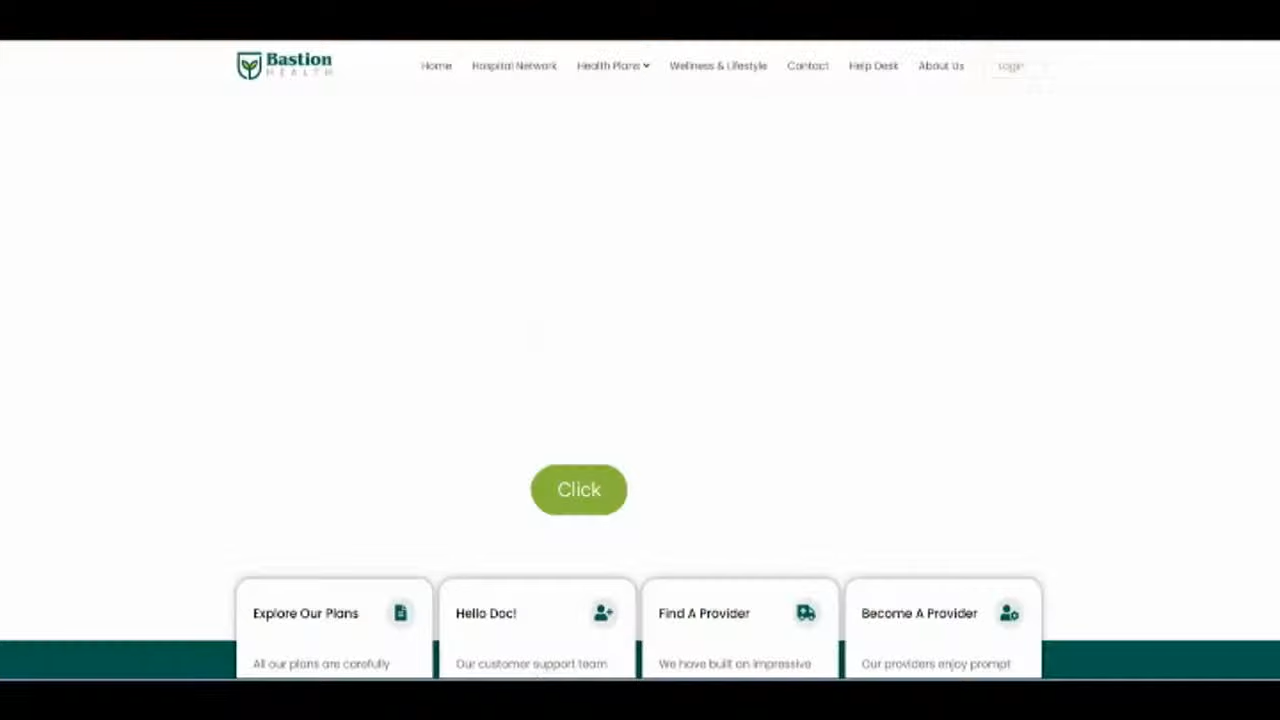 Bastion
HEALTH
Home Hospital Network Health Plans Wellness & Lifestyle Contact Help Desk About Us Login
Click
Explore Our Plans
Hello Doc!
Find A Provider
Become A Provider
All our plans are carefully
Our customer support team
We have built an impressive
Our providers enjoy prompt